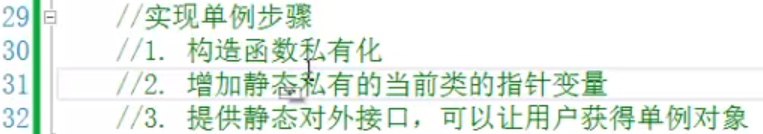 29 //实现单例步骤
30 //1. 构造函数私有化
31 //2. 增加静态私有的当前类的指针变量
32 //3. 提供静态对外接口，可以让用户获得单例对象